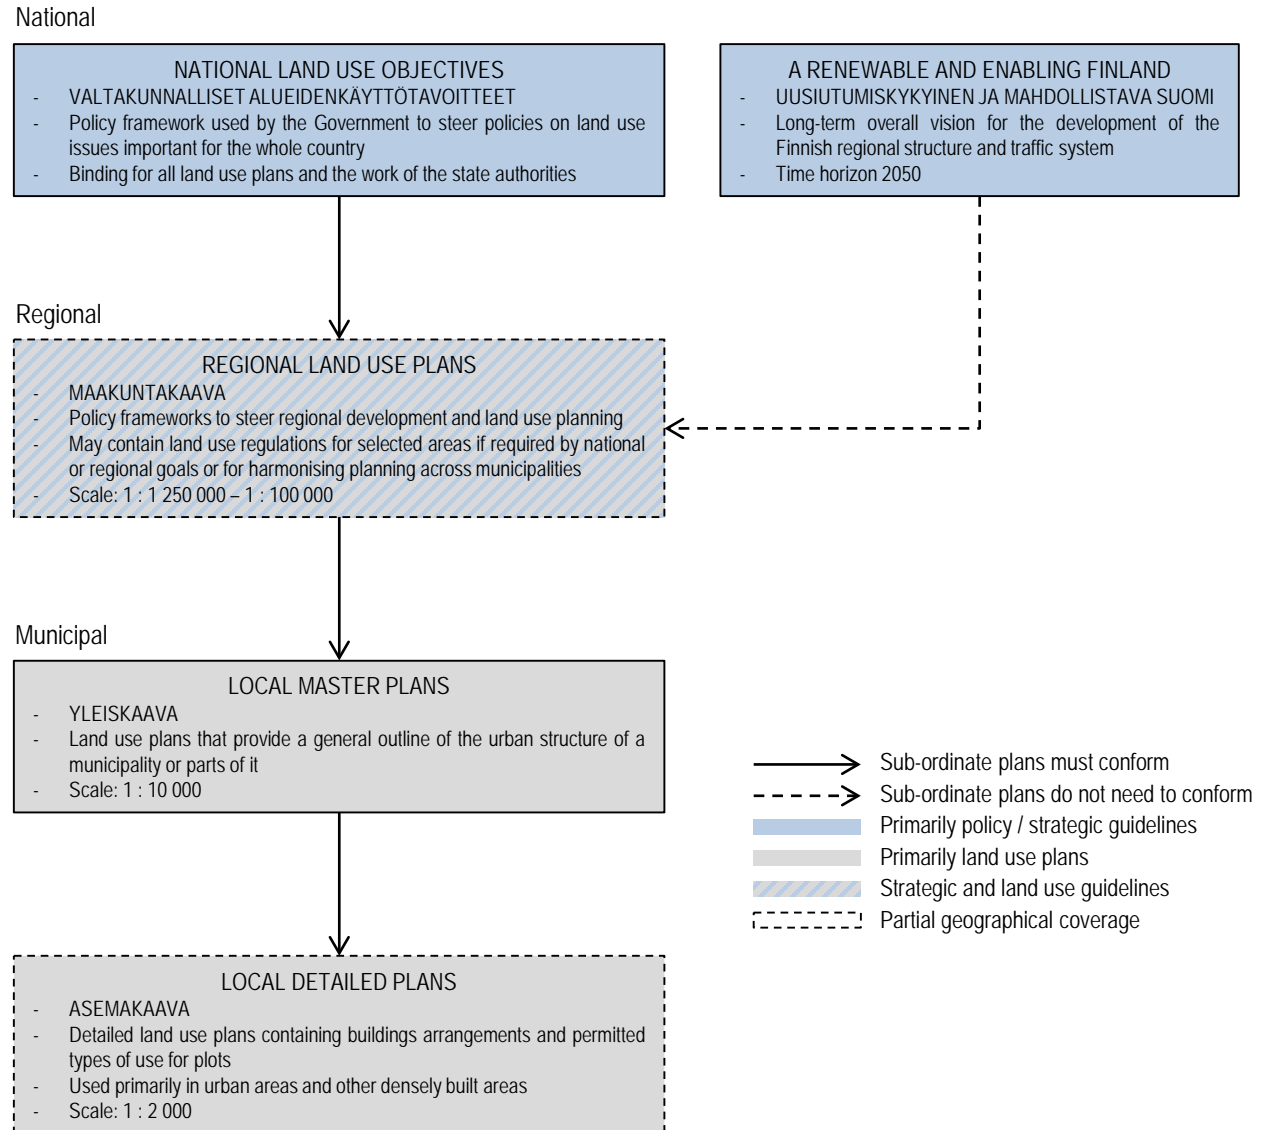 National
NATIONAL LAND USE OBJECTIVES
- VALTAKUNNALLISET ALUEIDENKÄYTTÖTAVOITTEET
- Policy framework used by the Government to steer policies on land use
issues important for the whole country
- Binding for all land use plans and the work of the state authorities
A RENEWABLE AND ENABLING FINLAND
- UUSIUTUMISKYKYINEN JA MAHDOLLISTAVA SUOMI
- Long-term overall vision for the development of the
Finnish regional structure and traffic system
- Time horizon 2050
Regional
REGIONAL LAND USE PLANS
- MAAKUNTAKAAVA
- Policy frameworks to steer regional development and land use planning
- May contain land use regulations for selected areas if required by national
or regional goals or for harmonising planning across municipalities
- Scale: 1 : 1 250 000 – 1 : 100 000
Municipal
LOCAL MASTER PLANS
- YLEISKAAVA
- Land use plans that provide a general outline of the urban structure of a
municipality or parts of it
- Scale: 1 : 10 000
Sub-ordinate plans must conform
Sub-ordinate plans do not need to conform
Primarily policy / strategic guidelines
Primarily land use plans
Strategic and land use guidelines
Partial geographical coverage
LOCAL DETAILED PLANS
- ASEMAKAAVA
- Detailed land use plans containing buildings arrangements and permitted
types of use for plots
- Used primarily in urban areas and other densely built areas
- Scale: 1 : 2 000